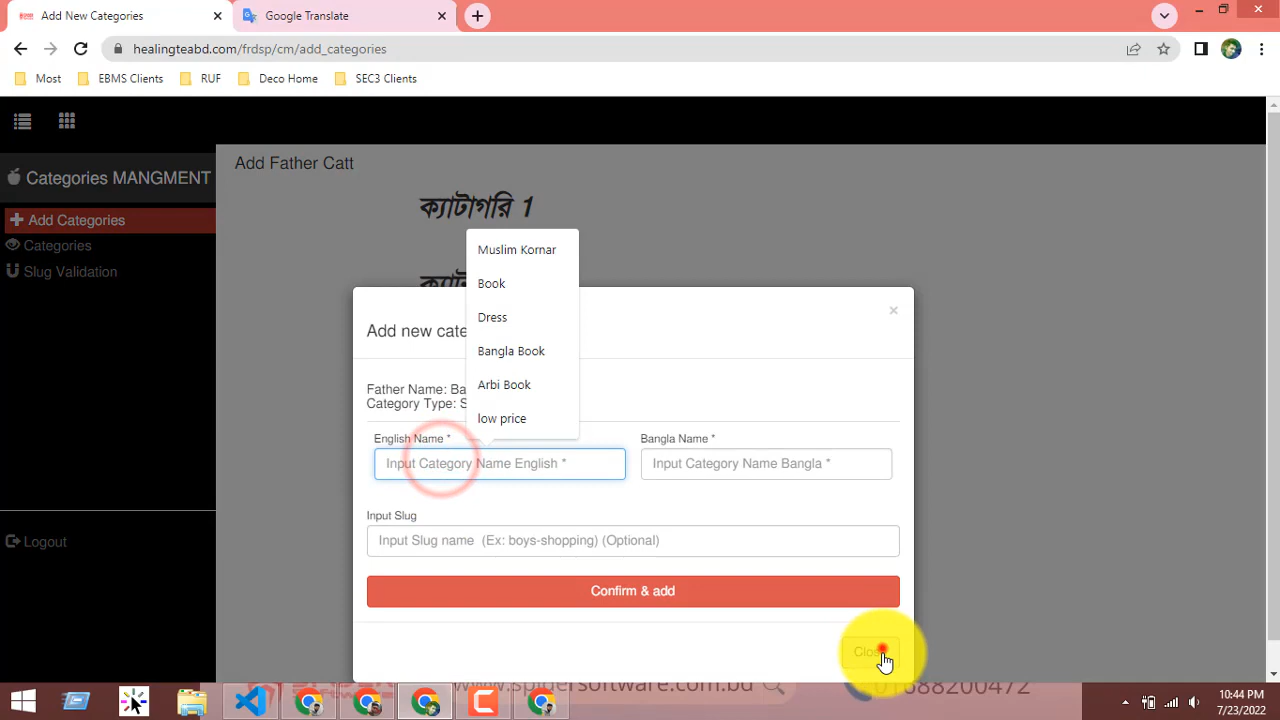 Add New Categories
Google Translate
healingteabd.com/frdsp/cm/add_categories
Most
EBMS Clients
RUF
Deco Home
SEC3 Clients
Categories MANGMENT
Add Father Catt
Add Categories
ক্যাটাগরি 1
Categories
Muslim Kornar
Slug Validation
Book
Dress
Add new cate
Bangla Book
Arbi Book
Father Name: Ba
Category Type: S
low price
English Name *
Bangla Name *
Input Category Name English *
Input Category Name Bangla *
Input Slug
Input Slug name (Ex: boys-shopping) (Optional)
Logout
Confirm & add
www.spidersoftware.com.bd
01688200472
10:44 PM
7/23/2022